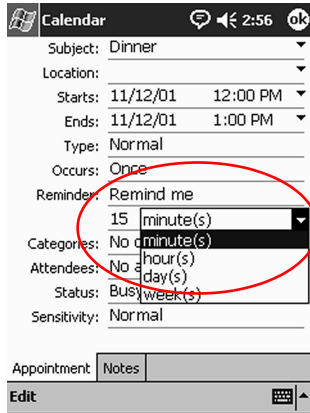 Calendar 2:56 ok
Subject: Dinner
Location:
Starts: 11/12/01 12:00 PM
Ends: 11/12/01 1:00 PM
Type: Normal
Occurs: Once
Reminder: Remind me
15 minute(s)
Categories: No minute(s)
hour(s)
Attendees: No day(s)
Status: Busy week(s)
Sensitivity: Normal
Appointment Notes
Edit